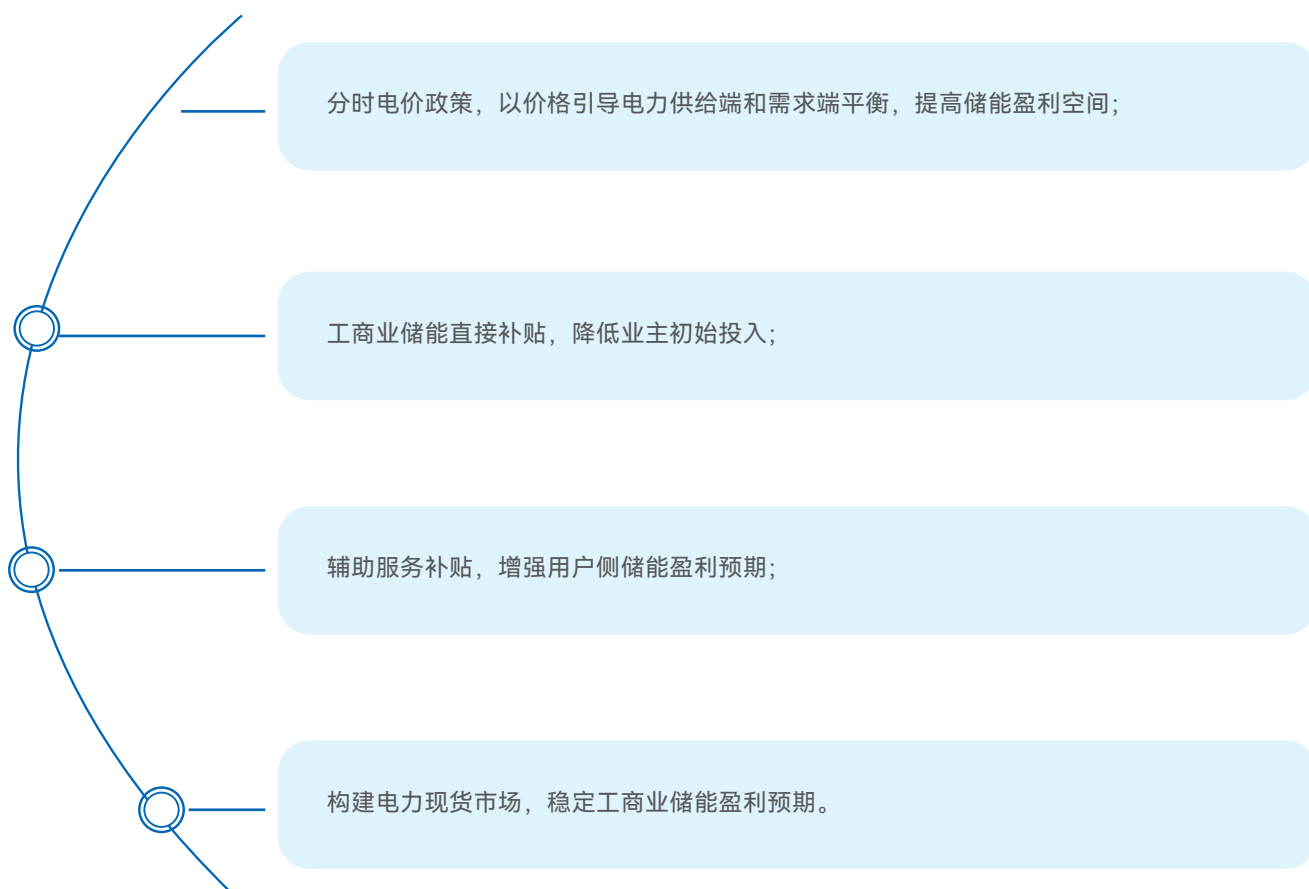 分时电价政策，以价格引导电力供给端和需求端平衡，提高储能盈利空间；
工商业储能直接补贴，降低业主初始投入；
辅助服务补贴，增强用户侧储能盈利预期；
构建电力现货市场，稳定工商业储能盈利预期。